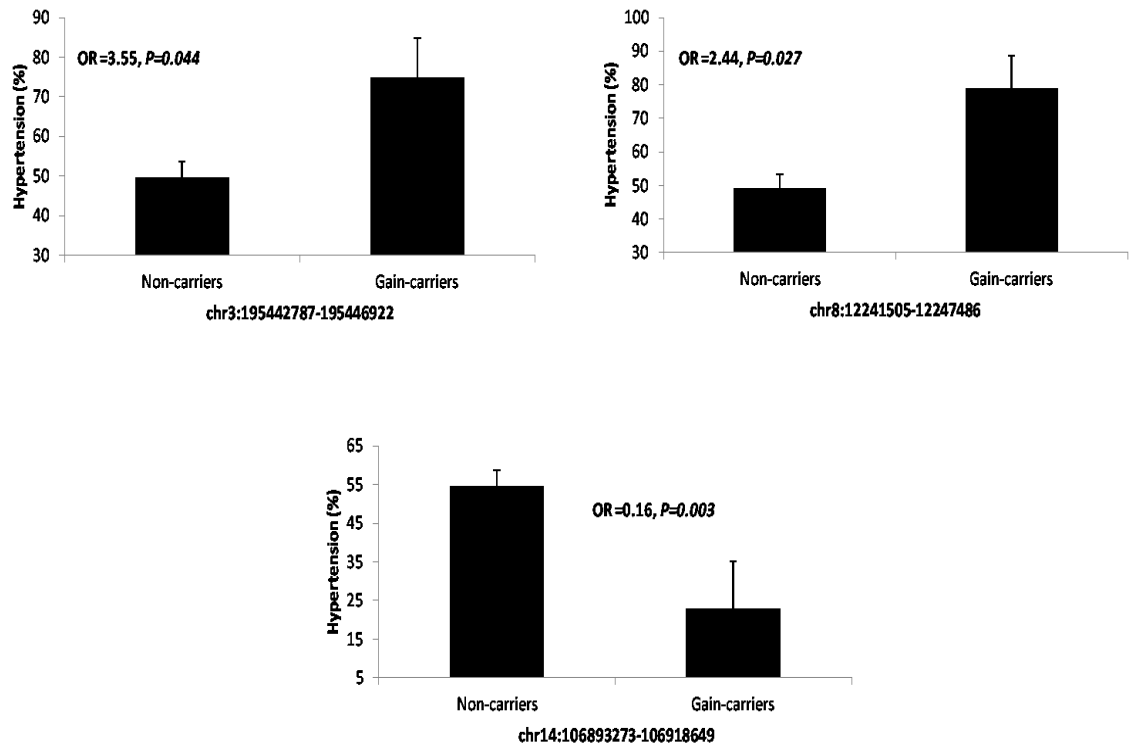 90
80
70
60
50
40
30
Hypertension (%)
OR =3.55, P=0.044
Non-carriers Gain-carriers
chr3:195442787-195446922
100
90
80
70
60
50
40
30
Hypertension (%)
OR =2.44, P=0.027
Non-carriers Gain-carriers
chr8:12241505-12247486
65
55
45
35
25
15
5
Hypertension (%)
OR =0.16, P=0.003
Non-carriers Gain-carriers
chr14:106893273-106918649